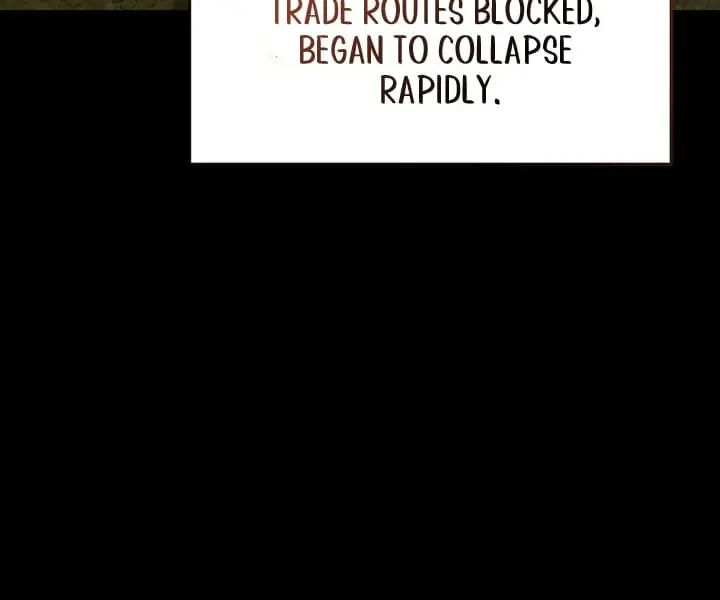 TRADE ROUTES BLOCKED,
BEGAN TO COLLAPSE
RAPIDLY.